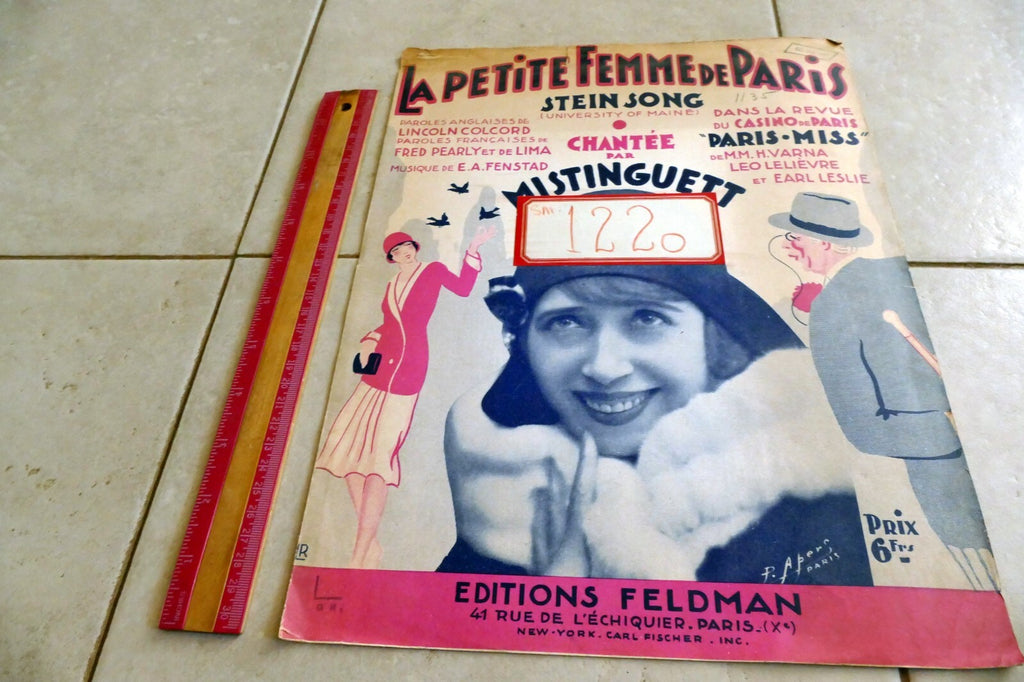 LA PETITE FEMME DE PARIS
STEIN SONG
(UNIVERSITY OF MAINE)
1135
PAROLES ANGLAISES DE
LINCOLN COLCORD
PAROLES FRANÇAISES DE
FRED PEARLY ET DE LIMA
MUSIQUE DE E.A. FENSTAD
CHANTÉE
PAR
MISTINGUETT
DANS LA REVUE
DU CASINO DE PARIS
"PARIS-MISS"
DE M.M. H. VARNA
LEO LELIÈVRE
ET EARL LESLIE
1220
PRIX
6 Frs
P. Apers
PARIS
EDITIONS FELDMAN
41 RUE DE L'ÉCHIQUIER. PARIS. (Xe)
NEW-YORK. CARL FISCHER. INC.